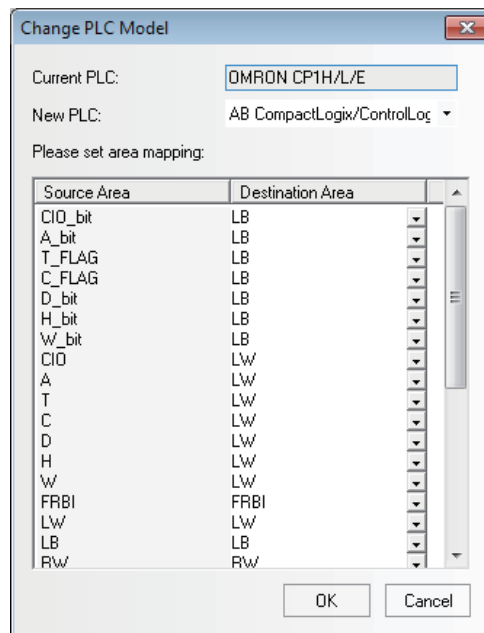 Change PLC Model
Current PLC: OMRON CP1H/L/E
New PLC: AB CompactLogix/ControlLog
Please set area mapping:
Source Area Destination Area
CIO_bit LB
A_bit LB
T_FLAG LB
C_FLAG LB
D_bit LB
H_bit LB
W_bit LB
CIO LW
A LW
T LW
C LW
D LW
H LW
W LW
FRBI FRBI
LW LW
LB LB
RW RW
OK Cancel